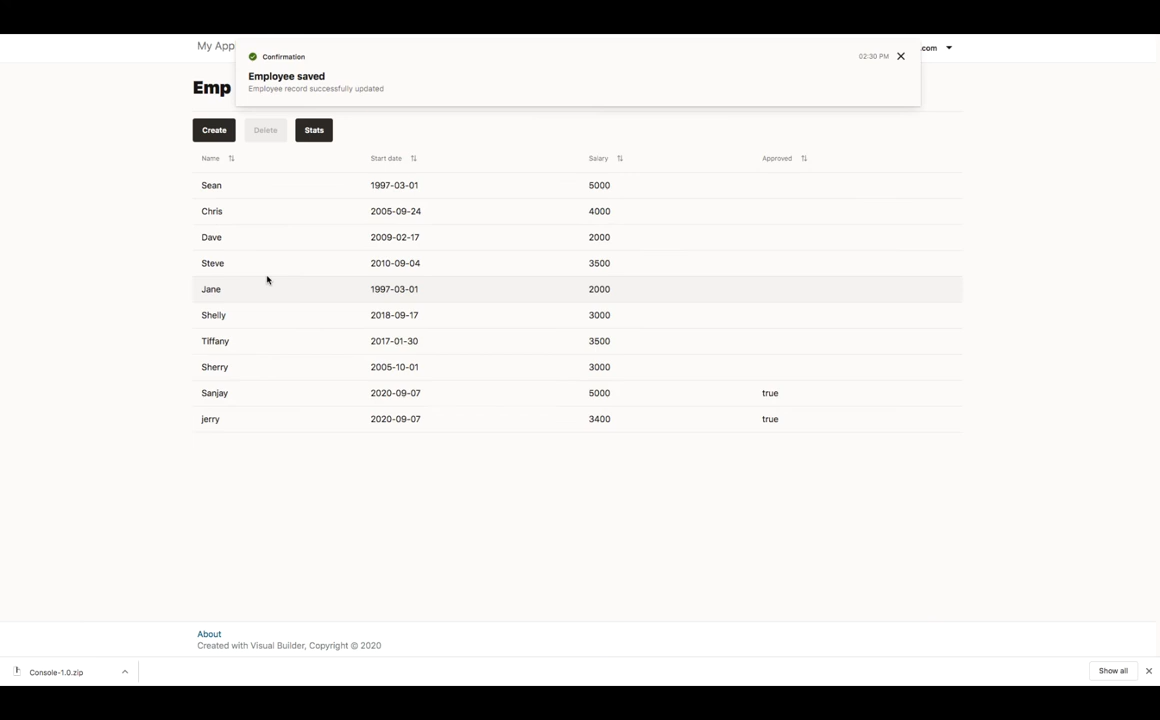 My App
.com
Confirmation
02:30 PM
Employee saved
Employee record successfully updated
Emp
Create
Delete
Stats
Name
Start date
Salary
Approved
Sean 1997-03-01 5000
Chris 2005-09-24 4000
Dave 2009-02-17 2000
Steve 2010-09-04 3500
Jane 1997-03-01 2000
Shelly 2018-09-17 3000
Tiffany 2017-01-30 3500
Sherry 2005-10-01 3000
Sanjay 2020-09-07 5000 true
jerry 2020-09-07 3400 true
About
Created with Visual Builder, Copyright © 2020
Console-1.0.zip
Show all